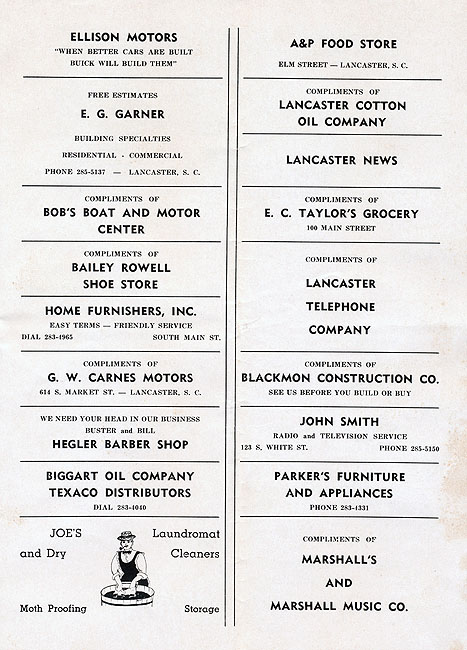 ELLISON MOTORS
"WHEN BETTER CARS ARE BUILT
BUICK WILL BUILD THEM"
FREE ESTIMATES
E. G. GARNER
BUILDING SPECIALTIES
RESIDENTIAL - COMMERCIAL
PHONE 285-5137 — LANCASTER, S. C.
COMPLIMENTS OF
BOB'S BOAT AND MOTOR
CENTER
COMPLIMENTS OF
BAILEY ROWELL
SHOE STORE
HOME FURNISHERS, INC.
EASY TERMS — FRIENDLY SERVICE
DIAL 283-4965 SOUTH MAIN ST.
COMPLIMENTS OF
G. W. CARNES MOTORS
614 S. MARKET ST. — LANCASTER, S. C.
WE NEED YOUR HEAD IN OUR BUSINESS
BUSTER and BILL
HEGLER BARBER SHOP
BIGGART OIL COMPANY
TEXACO DISTRIBUTORS
DIAL 283-4040
JOE'S Laundromat
and Dry Cleaners
Moth Proofing Storage
A&P FOOD STORE
ELM STREET — LANCASTER, S. C.
COMPLIMENTS OF
LANCASTER COTTON
OIL COMPANY
LANCASTER NEWS
COMPLIMENTS OF
E. C. TAYLOR'S GROCERY
100 MAIN STREET
COMPLIMENTS OF
LANCASTER
TELEPHONE
COMPANY
COMPLIMENTS OF
BLACKMON CONSTRUCTION CO.
SEE US BEFORE YOU BUILD OR BUY
JOHN SMITH
RADIO and TELEVISION SERVICE
123 S. WHITE ST. PHONE 285-5150
PARKER'S FURNITURE
AND APPLIANCES
PHONE 283-4331
COMPLIMENTS OF
MARSHALL'S
AND
MARSHALL MUSIC CO.